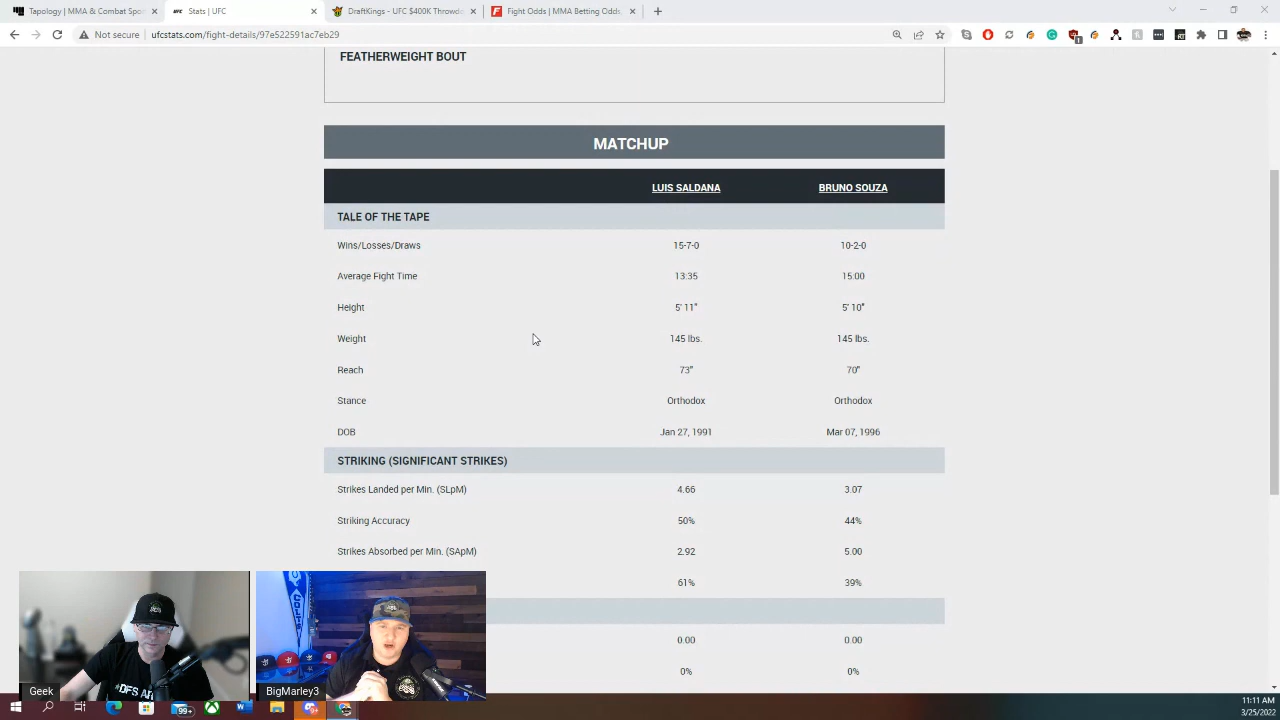 Tapology | MMA & Combat Spor
Stats | UFC
DraftKings - UFC $400K Throwdo
Fight Odds | MMA Betting Odds,
Not secure
ufcstats.com/fight-details/97e522591ac7eb29
FEATHERWEIGHT BOUT
MATCHUP
LUIS SALDANA BRUNO SOUZA
TALE OF THE TAPE
Wins/Losses/Draws 15-7-0 10-2-0
Average Fight Time 13:35 15:00
Height 5' 11" 5' 10"
Weight 145 lbs. 145 lbs.
Reach 73" 70"
Stance Orthodox Orthodox
DOB Jan 27, 1991 Mar 07, 1996
STRIKING (SIGNIFICANT STRIKES)
Strikes Landed per Min. (SLpM) 4.66 3.07
Striking Accuracy 50% 44%
Strikes Absorbed per Min. (SApM) 2.92 5.00
61% 39%
0.00 0.00
0% 0%
COLTS
Geek
BigMarley3
99+
11:11 AM
3/25/2022